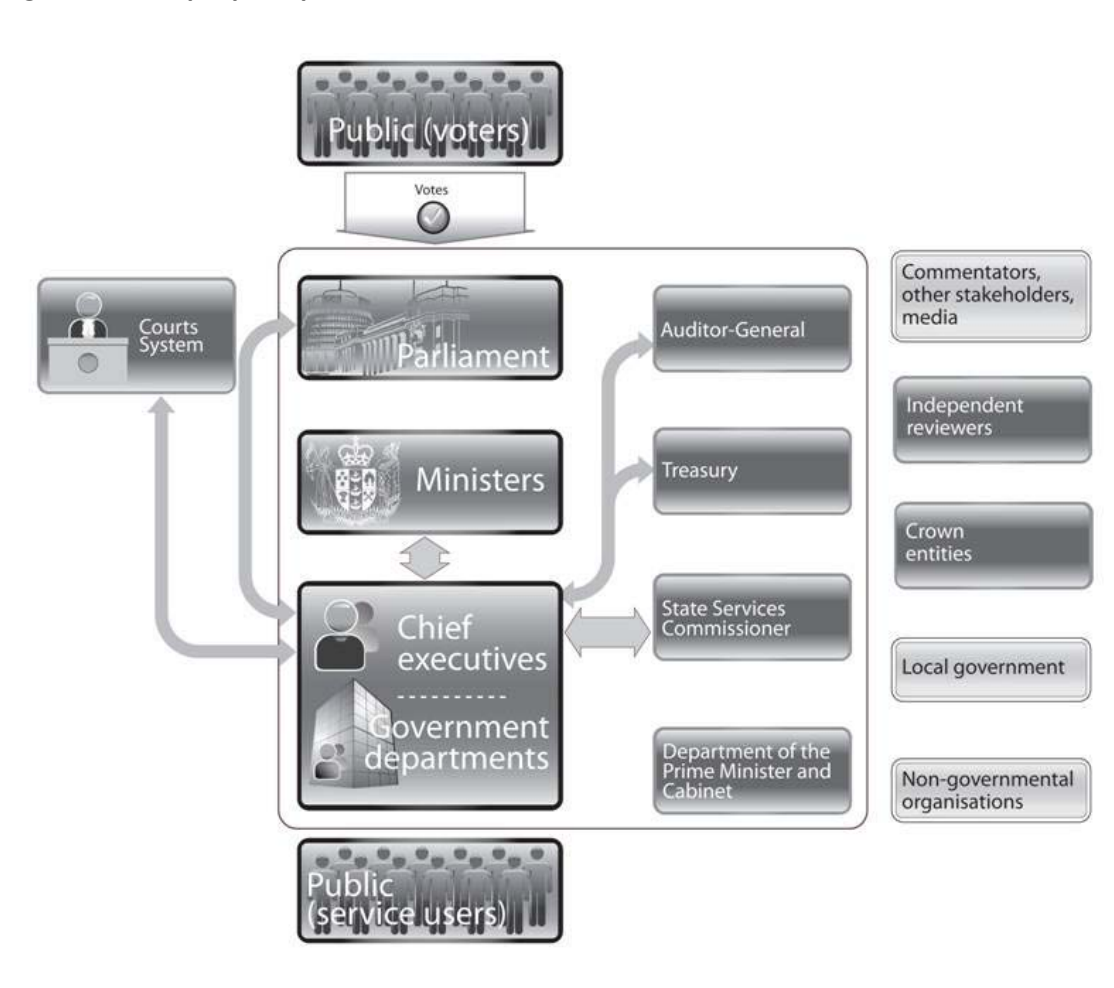 Public (voters)
Votes
Courts
System
Parliament
Ministers
Chief
executives
Government
departments
Auditor-General
Treasury
State Services
Commissioner
Department of the
Prime Minister and
Cabinet
Commentators,
other stakeholders,
media
Independent
reviewers
Crown
entities
Local government
Non-governmental
organisations
Public
(service users)